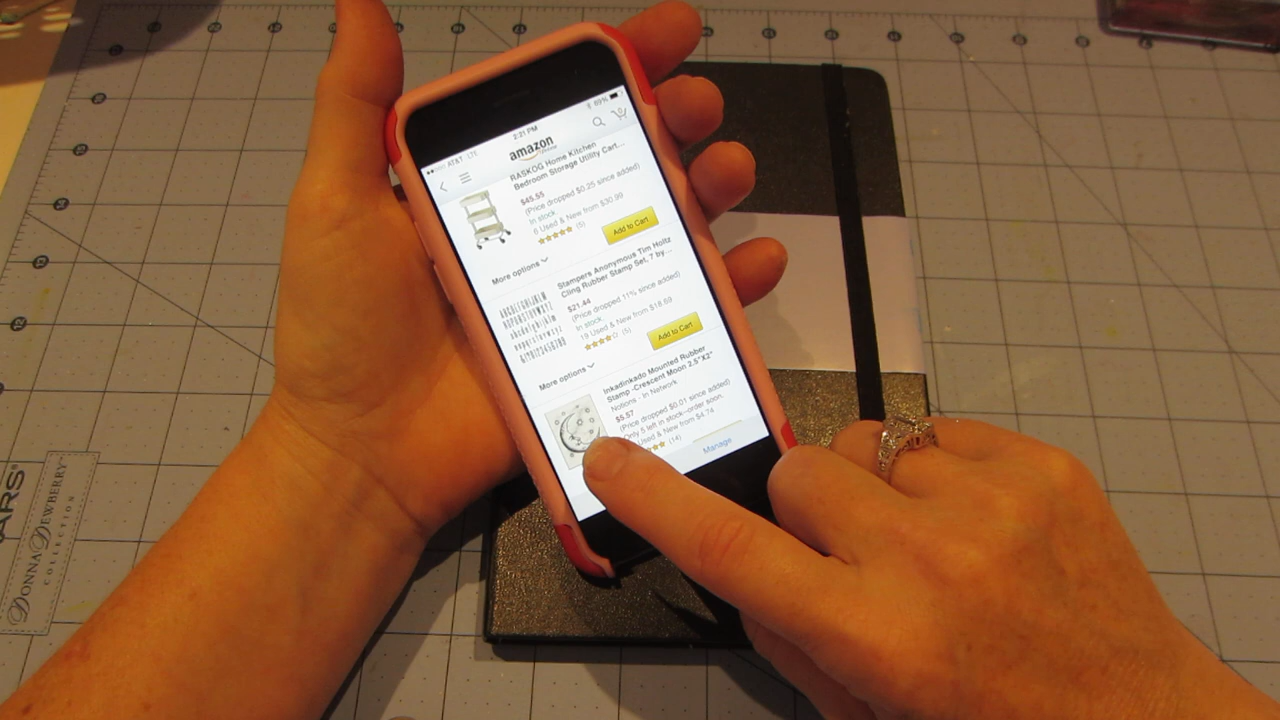 AT&T LTE
2:21 PM
69%
amazon
RASKOG Home Kitchen
Bedroom Storage Utility Cart...
$45.55
(Price dropped $0.25 since added)
In stock.
6 Used & New from $30.99
(5)
Add to Cart
More options
Stampers Anonymous Tim Holtz
Cling Rubber Stamp Set, 7 by...
$21.44
(Price dropped 11% since added)
In stock.
19 Used & New from $18.69
(5)
Add to Cart
More options
Inkadinkado Mounted Rubber
Stamp -Crescent Moon 2.5"X2"
Notions - In Network
$5.57
(Price dropped $0.01 since added)
Only 5 left in stock--order soon.
Used & New from $4.74
(14)
Manage
DONNA DEWBERRY
COLLECTION
12